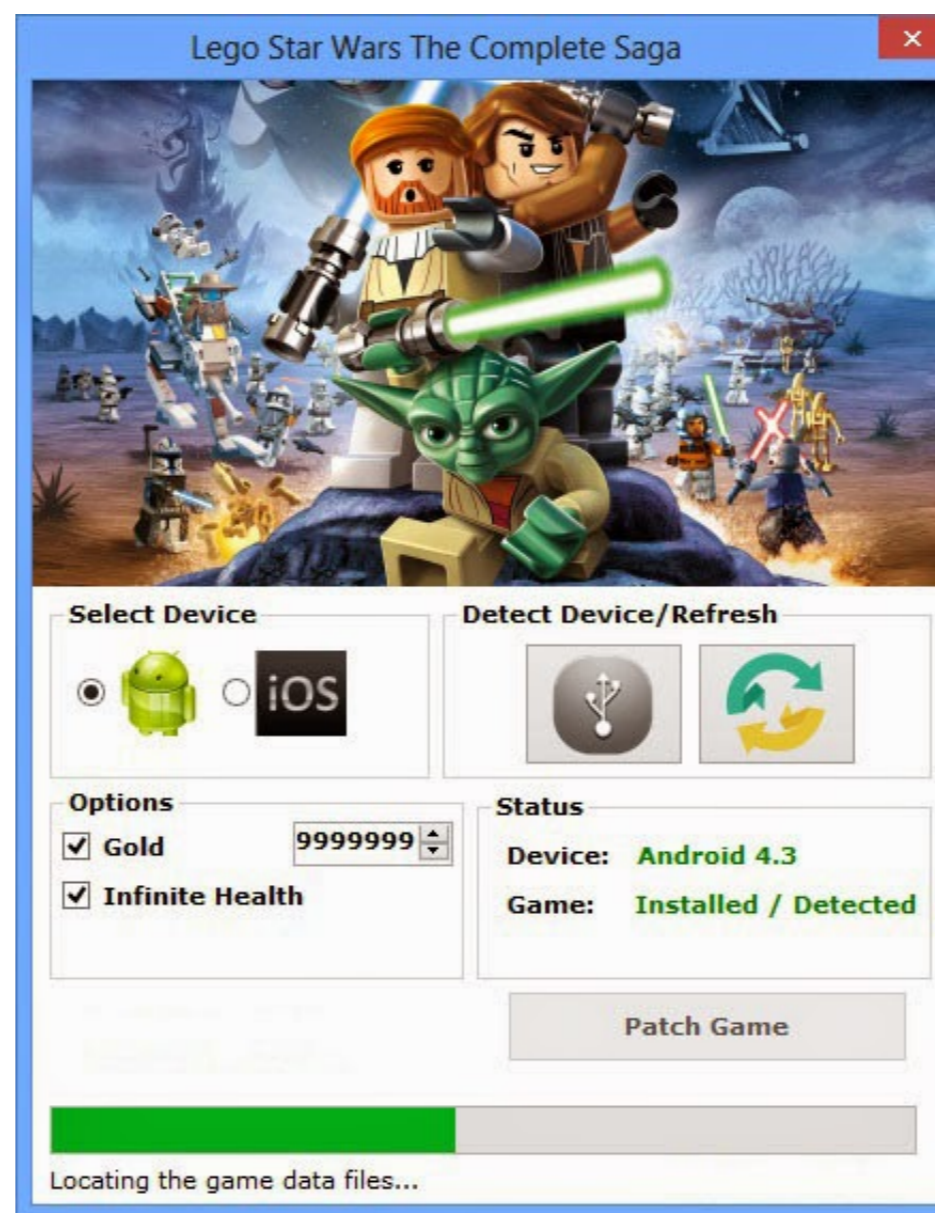 Lego Star Wars The Complete Saga
Select Device
iOS
Detect Device/Refresh
Options
Gold
9999999
Infinite Health
Status
Device: Android 4.3
Game: Installed / Detected
Patch Game
Locating the game data files...